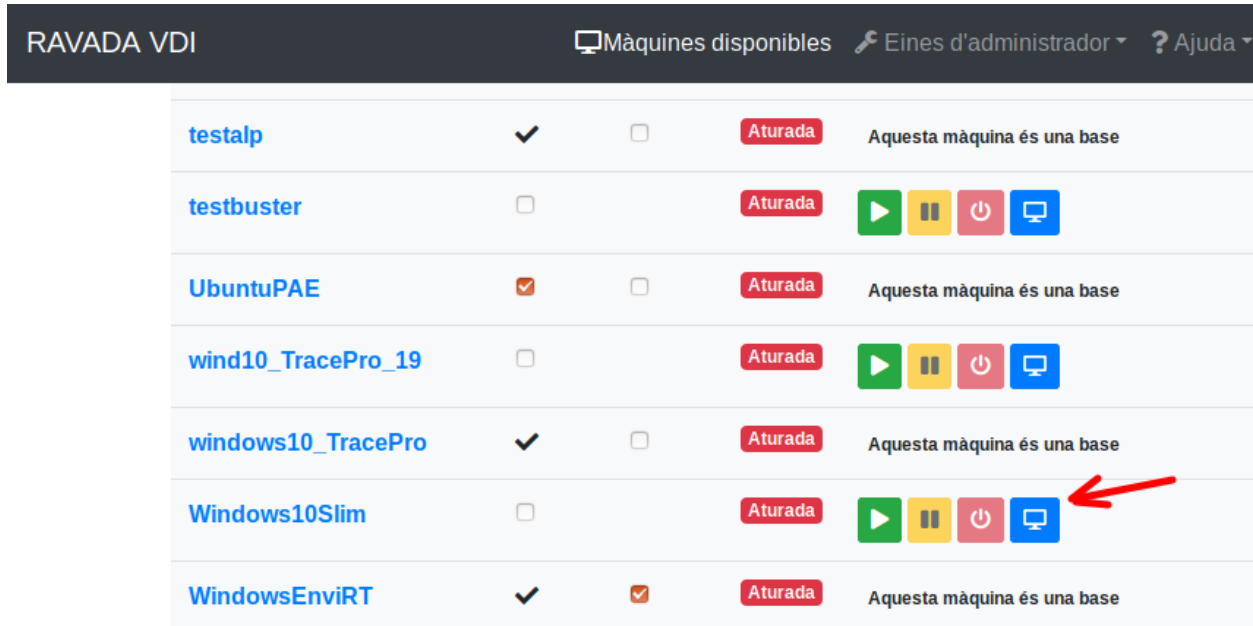 RAVADA VDI Màquines disponibles Eines d'administrador ? Ajuda
testalp Aturada Aquesta màquina és una base
testbuster Aturada
UbuntuPAE Aturada Aquesta màquina és una base
wind10_TracePro_19 Aturada
windows10_TracePro Aturada Aquesta màquina és una base
Windows10Slim Aturada
WindowsEnviRT Aturada Aquesta màquina és una base